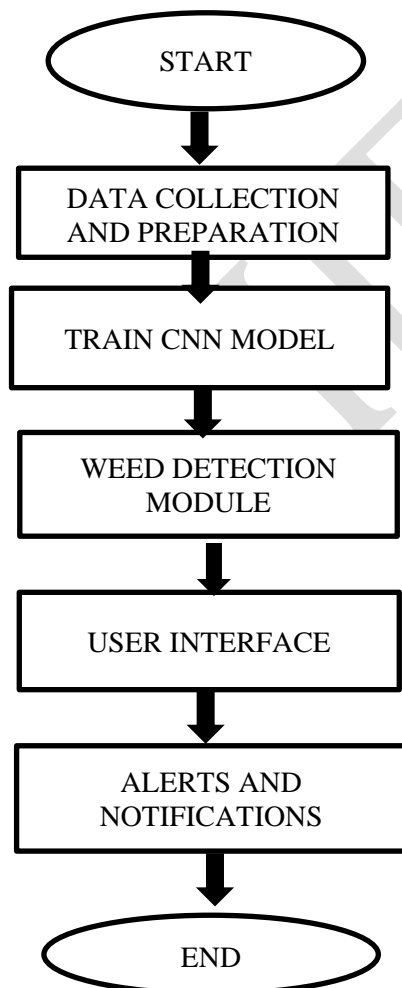 START
DATA COLLECTION
AND PREPARATION
TRAIN CNN MODEL
WEED DETECTION
MODULE
USER INTERFACE
ALERTS AND
NOTIFICATIONS
END